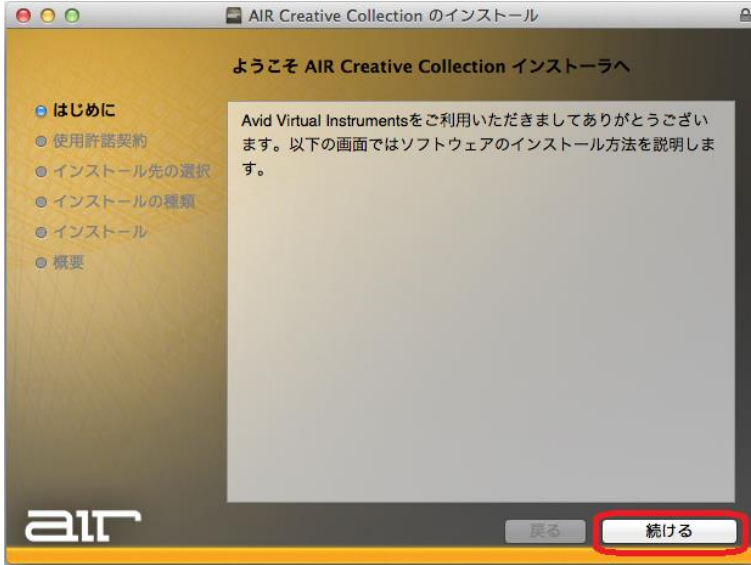 AIR Creative Collection のインストール
ようこそ AIR Creative Collection インストーラへ
はじめに
使用許諾契約
インストール先の選択
インストールの種類
インストール
概要
Avid Virtual Instrumentsをご利用いただきましてありがとうござい
ます。以下の画面ではソフトウェアのインストール方法を説明しま
す。
air
戻る
続ける